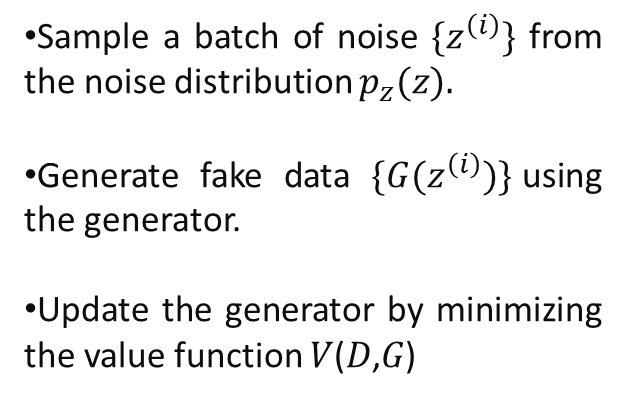 •Sample a batch of noise {z⁽ⁱ⁾} from
the noise distribution p_z(z).
•Generate fake data {G(z⁽ⁱ⁾)} using
the generator.
•Update the generator by minimizing
the value function V(D,G)